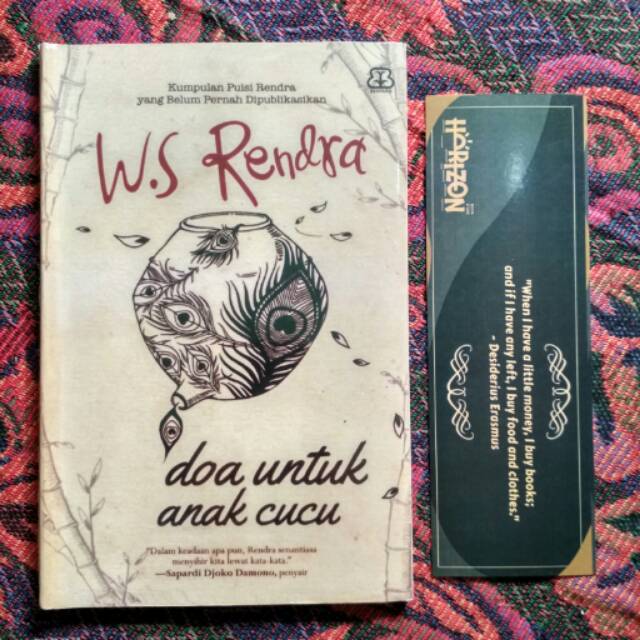 Kumpulan Puisi Rendra
yang Belum Pernah Dipublikasikan
W.S Rendra
doa untuk
anak cucu
"Dalam keadaan apa pun, Rendra senantiasa
menyihir kita lewat kata-kata."
—Sapardi Djoko Damono, penyair
HORIZON
"When I have a little money, I buy books;
and if I have any left, I buy food and clothes."
- Desiderius Erasmus